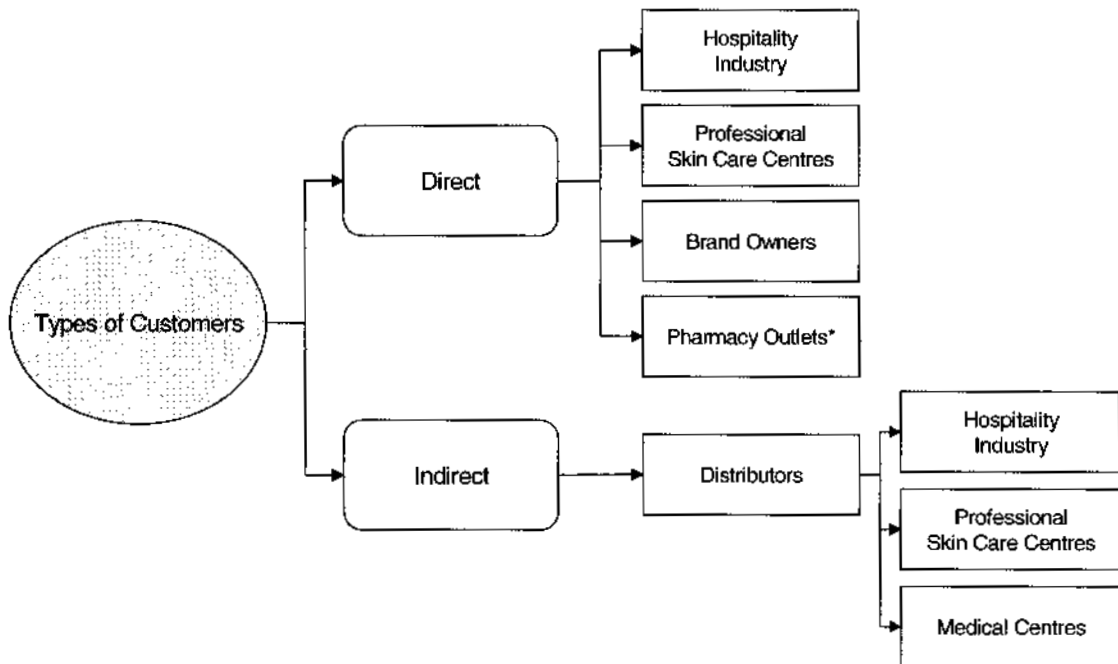 Hospitality
Industry
Professional
Skin Care Centres
Direct
Brand Owners
Types of Customers
Pharmacy Outlets*
Hospitality
Industry
Indirect
Distributors
Professional
Skin Care Centres
Medical Centres